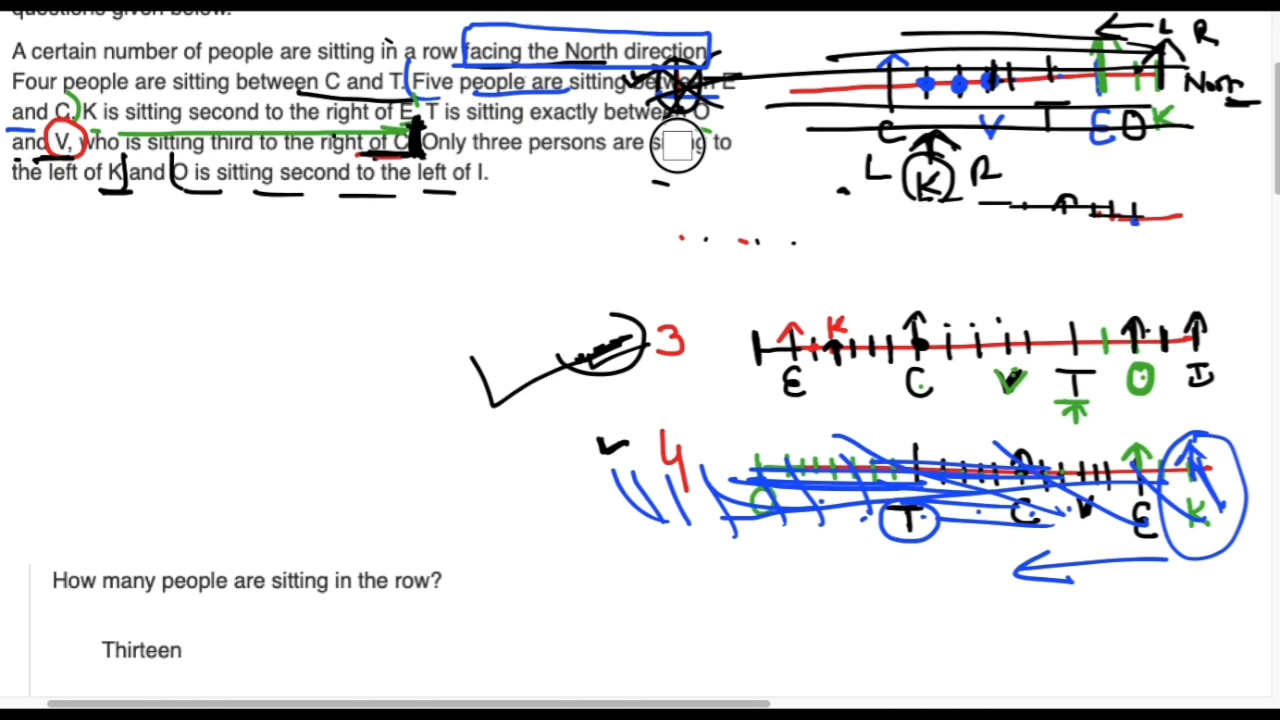 questions given below.
A certain number of people are sitting in a row facing the North direction.
Four people are sitting between C and T. Five people are sitting between E
and C. K is sitting second to the right of E. T is sitting exactly between O
and V, who is sitting third to the right of C. Only three persons are sitting to
the left of K and O is sitting second to the left of I.
L R
North
C V T E O K
L K R
3
K
E C V T O I
4
O T C V E K
How many people are sitting in the row?
Thirteen